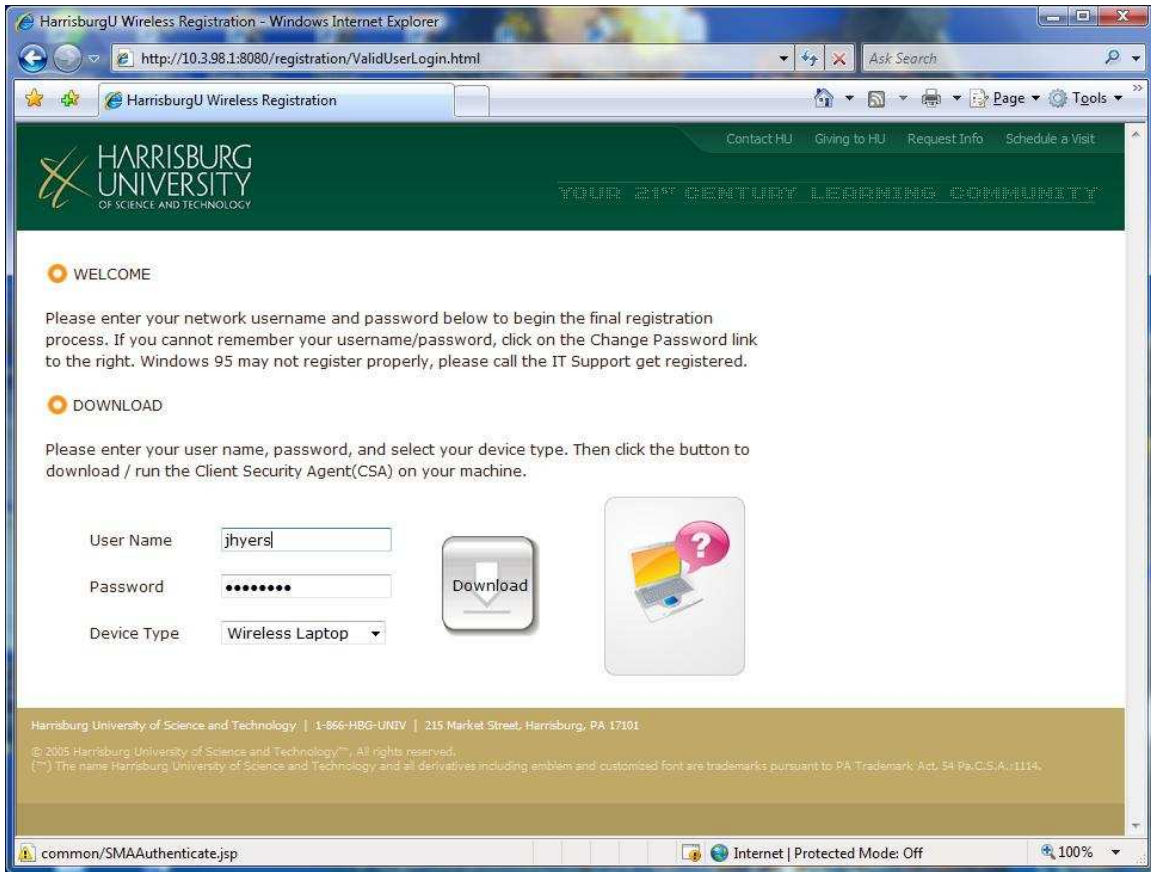 HarrisburgU Wireless Registration - Windows Internet Explorer
http://10.3.98.1:8080/registration/ValidUserLogin.html
Ask Search
HarrisburgU Wireless Registration
Page
Tools
Contact HU Giving to HU Request Info Schedule a Visit
HARRISBURG
UNIVERSITY
OF SCIENCE AND TECHNOLOGY
YOUR 21ST CENTURY LEARNING COMMUNITY
WELCOME
Please enter your network username and password below to begin the final registration
process. If you cannot remember your username/password, click on the Change Password link
to the right. Windows 95 may not register properly, please call the IT Support get registered.
DOWNLOAD
Please enter your user name, password, and select your device type. Then click the button to
download / run the Client Security Agent(CSA) on your machine.
User Name jhyers
Password ••••••••
Download
?
Device Type Wireless Laptop
Harrisburg University of Science and Technology | 1-866-HBG-UNIV | 215 Market Street, Harrisburg, PA 17101
© 2005 Harrisburg University of Science and Technology™, All rights reserved.
(™) The name Harrisburg University of Science and Technology and all derivatives including emblem and customized font are trademarks pursuant to PA Trademark Act. 54 Pa.C.S.A.:1114.
common/SMAAuthenticate.jsp
Internet | Protected Mode: Off
100%